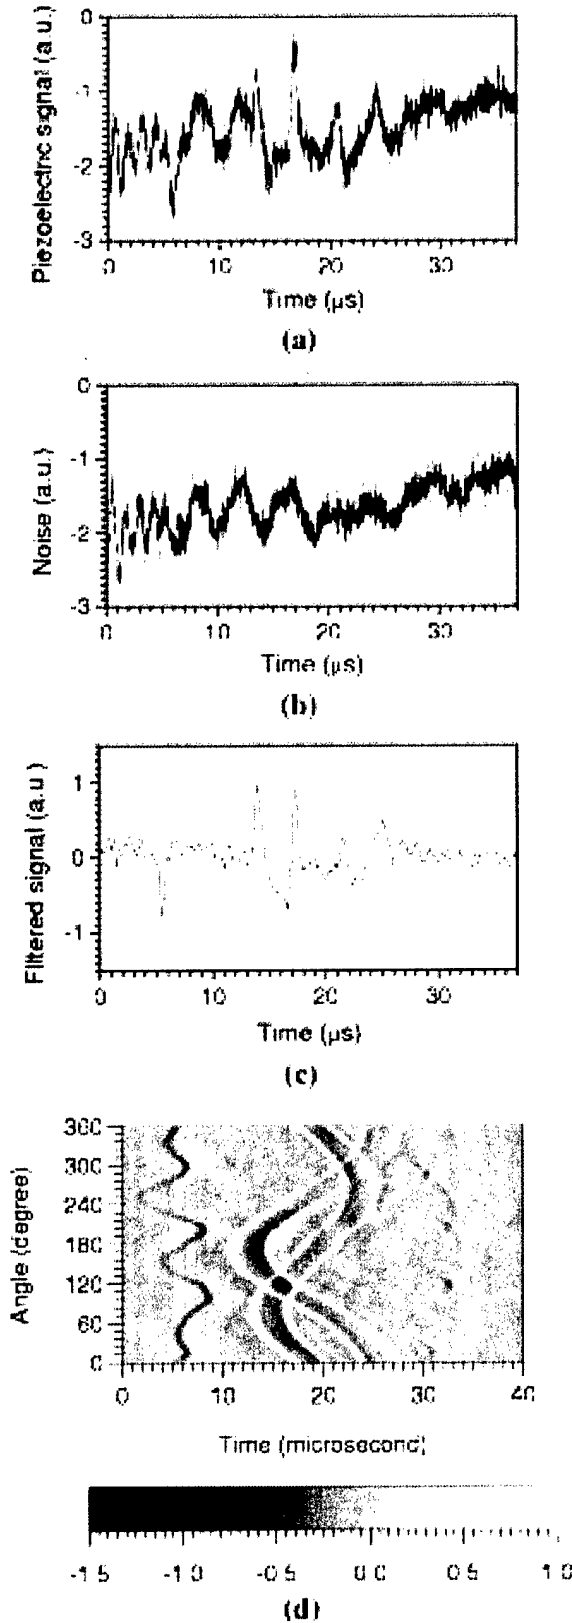 0
-1
-2
-3
Piezoelectric signal (a.u.)
0 10 20 30
Time (μs)
(a)
0
-1
-2
-3
Noise (a.u.)
0 10 20 30
Time (μs)
(b)
1
0
-1
Filtered signal (a.u.)
0 10 20 30
Time (μs)
(c)
360
300
240
180
120
60
0
Angle (degree)
0 10 20 30 40
Time (microsecond)
-1.5 -1.0 -0.5 0.0 0.5 1.0
(d)